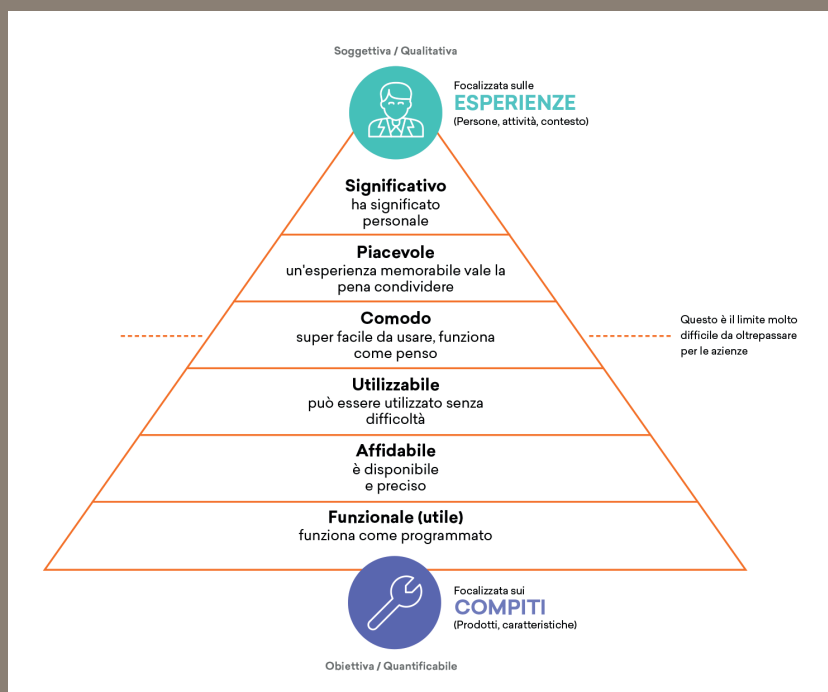 Soggettiva / Qualitativa
Focalizzata sulle
ESPERIENZE
(Persone, attività, contesto)
Significativo
ha significato
personale
Piacevole
un'esperienza memorabile vale la
pena condividere
Comodo
super facile da usare, funziona
come penso
Questo è il limite molto
difficile da oltrepassare
per le azienze
Utilizzabile
può essere utilizzato senza
difficoltà
Affidabile
è disponibile
e preciso
Funzionale (utile)
funziona come programmato
Focalizzata sui
COMPITI
(Prodotti, caratteristiche)
Obiettiva / Quantificabile